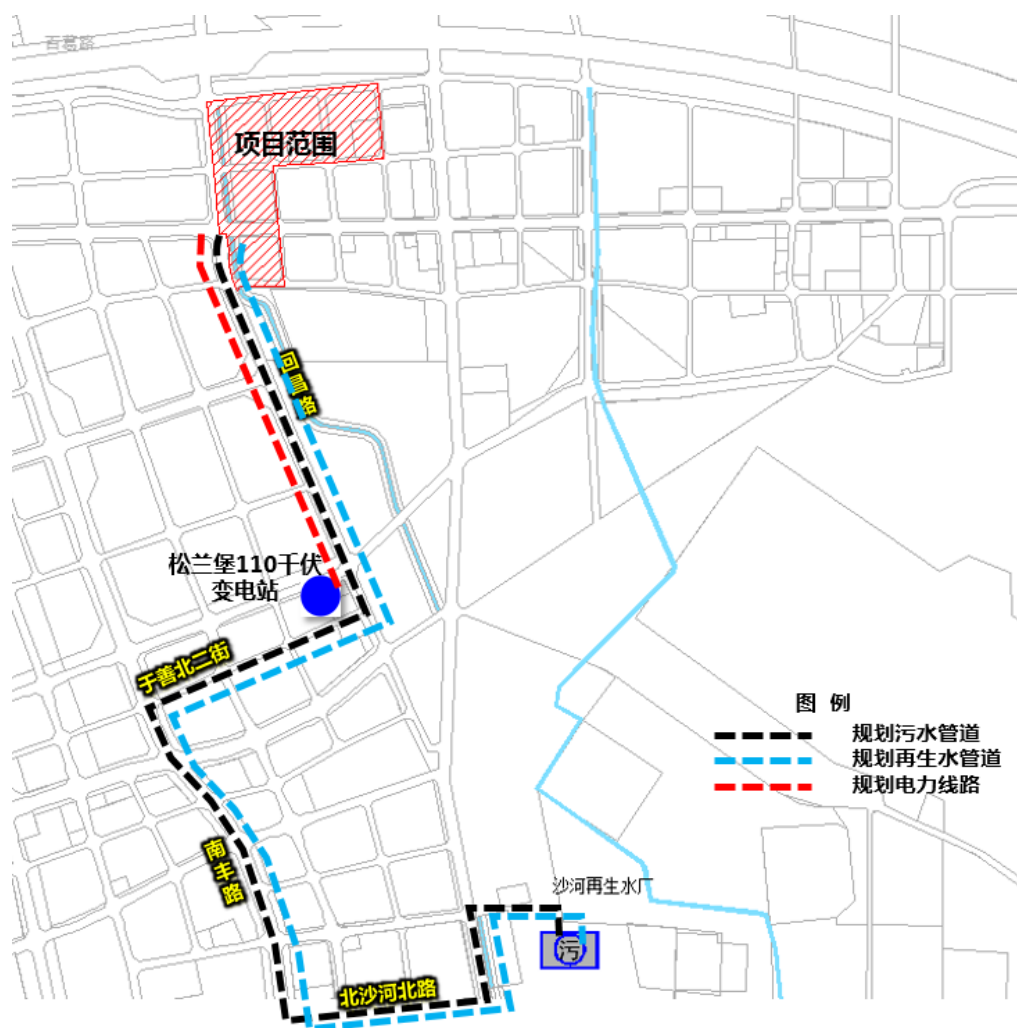 百葛路
项目范围
回昌路
松兰堡110千伏
变电站
于善北二街
图 例
规划污水管道
规划再生水管道
规划电力线路
南丰路
沙河再生水厂
污
北沙河北路